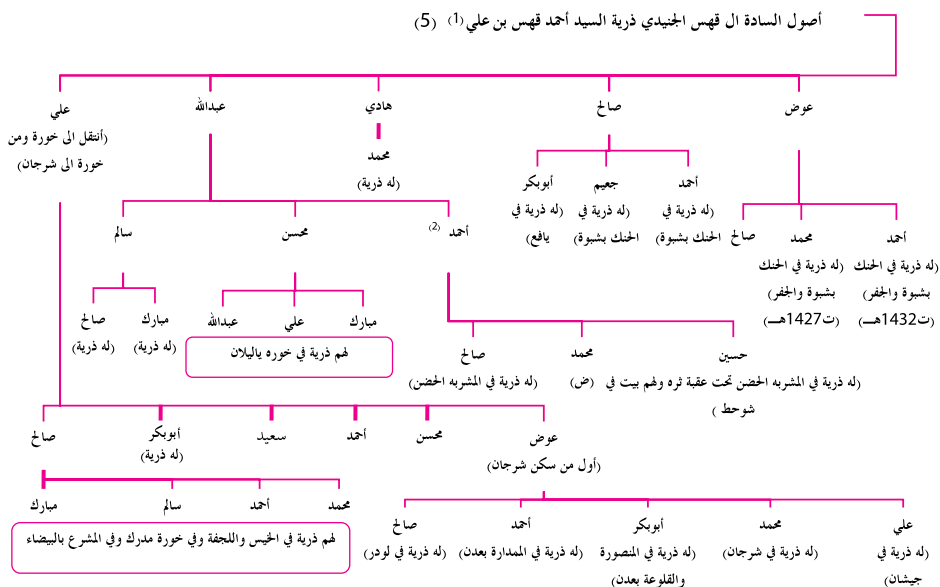 أصول السادة ال قهس الجنيدي ذرية السيد أحمد قهس بن علي (1) (5)
عوض
صالح
هادي
عبدالله
علي
(أنتقل الى خورة ومن
خورة الى شرجان)
محمد
(له ذرية)
أحمد
(له ذرية في
الحنك بشبوة)
جعيم
(له ذرية في
الحنك بشبوة)
أبوبكر
(له ذرية في
يافع)
أحمد
(له ذرية في الحنك
بشبوة والجفر)
(ت1432هـ)
محمد
(له ذرية في الحنك
بشبوة والجفر)
(ت1427هـ)
صالح
أحمد (2)
محسن
سالم
مبارك
علي
عبدالله
لهم ذرية في خوره ياليلان
مبارك
(له ذرية)
صالح
(له ذرية)
حسين
(له ذرية في المشربه الحضن تحت عقبة ثره ولهم بيت في
شوحط )
محمد
(ض)
صالح
(له ذرية في المشربه الحضن)
عوض
(أول من سكن شرجان)
محسن
أحمد
سعيد
أبوبكر
(له ذرية)
صالح
محمد
أحمد
سالم
مبارك
لهم ذرية في الخيس واللجفة وفي خورة مدرك وفي المشرع بالبيضاء
علي
(له ذرية في
جيشان)
محمد
(له ذرية في شرجان)
أبوبكر
(له ذرية في المنصورة
والقلوعة بعدن)
أحمد
(له ذرية في الممدارة بعدن)
صالح
(له ذرية في لودر)